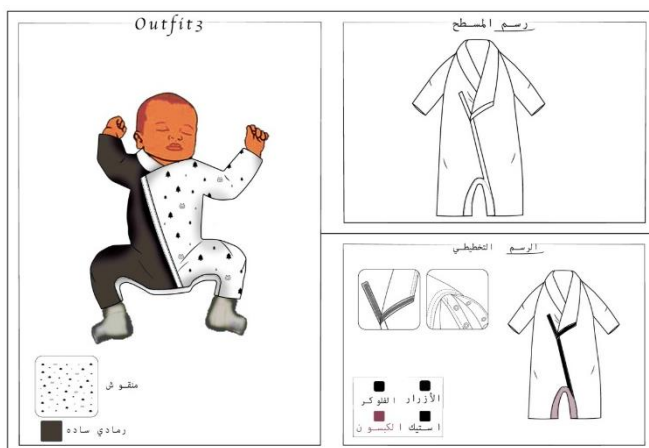 Outfit3
منقوش
رمادي ساده
رسم المسطح
الرسم التخطيطي
الأزرار الفلوكر
استيك الكبسون